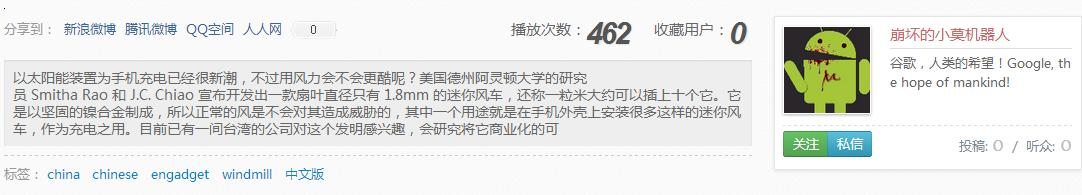 分享到： 新浪微博 腾讯微博 QQ空间 人人网 0 播放次数：462 收藏用户：0
以太阳能装置为手机充电已经很新潮，不过用风力会不会更酷呢？美国德州阿灵顿大学的研究
员 Smitha Rao 和 J.C. Chiao 宣布开发出一款扇叶直径只有 1.8mm 的迷你风车，还称一粒米大约可以插上十个它。它
是以坚固的镍合金制成，所以正常的风是不会对其造成威胁的，其中一个用途就是在手机外壳上安装很多这样的迷你风
车，作为充电之用。目前已有一间台湾的公司对这个发明感兴趣，会研究将它商业化的可
标签： china chinese engadget windmill 中文版
崩坏的小莫机器人
谷歌，人类的希望！Google, th
e hope of mankind!
关注 私信 投稿: 0 / 听众: 0